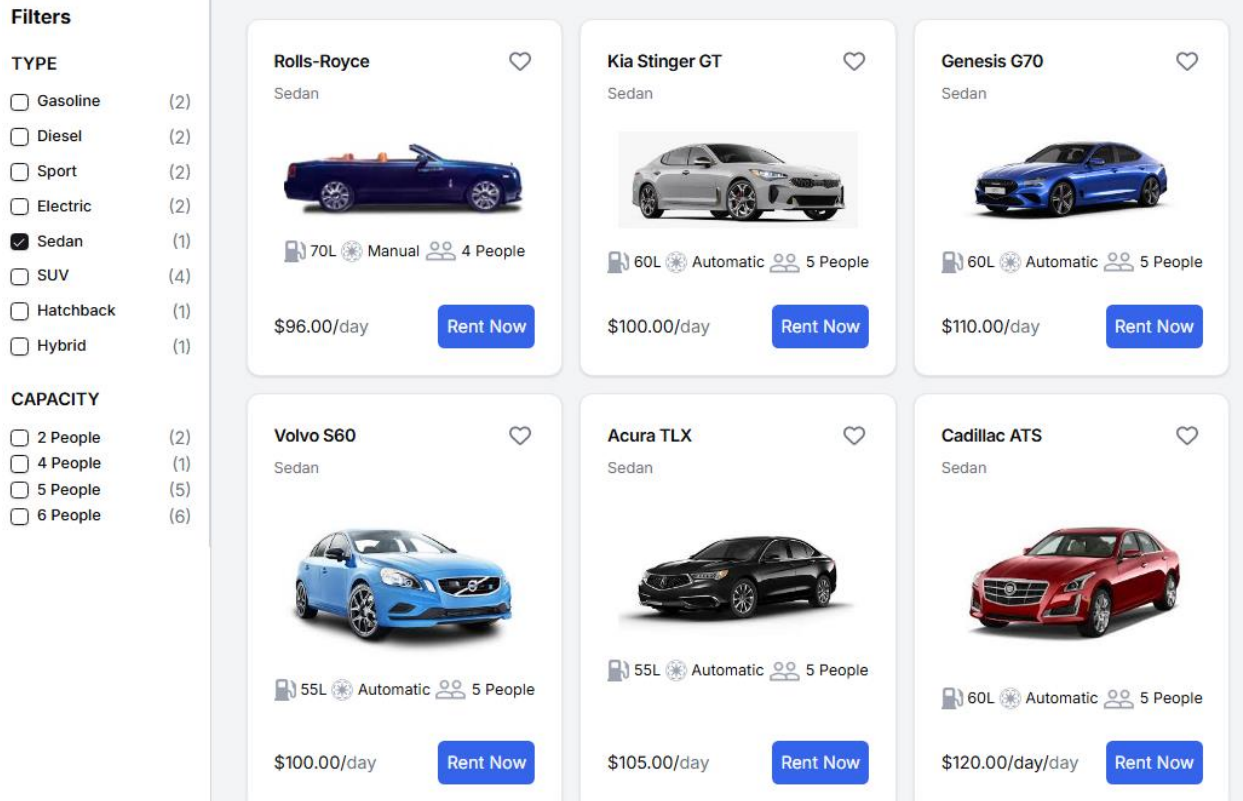 Filters
TYPE
Gasoline (2)
Diesel (2)
Sport (2)
Electric (2)
Sedan (1)
SUV (4)
Hatchback (1)
Hybrid (1)
CAPACITY
2 People (2)
4 People (1)
5 People (5)
6 People (6)
Rolls-Royce
Sedan
70L Manual 4 People
$96.00/day Rent Now
Kia Stinger GT
Sedan
60L Automatic 5 People
$100.00/day Rent Now
Genesis G70
Sedan
60L Automatic 5 People
$110.00/day Rent Now
Volvo S60
Sedan
55L Automatic 5 People
$100.00/day Rent Now
Acura TLX
Sedan
55L Automatic 5 People
$105.00/day Rent Now
Cadillac ATS
Sedan
60L Automatic 5 People
$120.00/day/day Rent Now